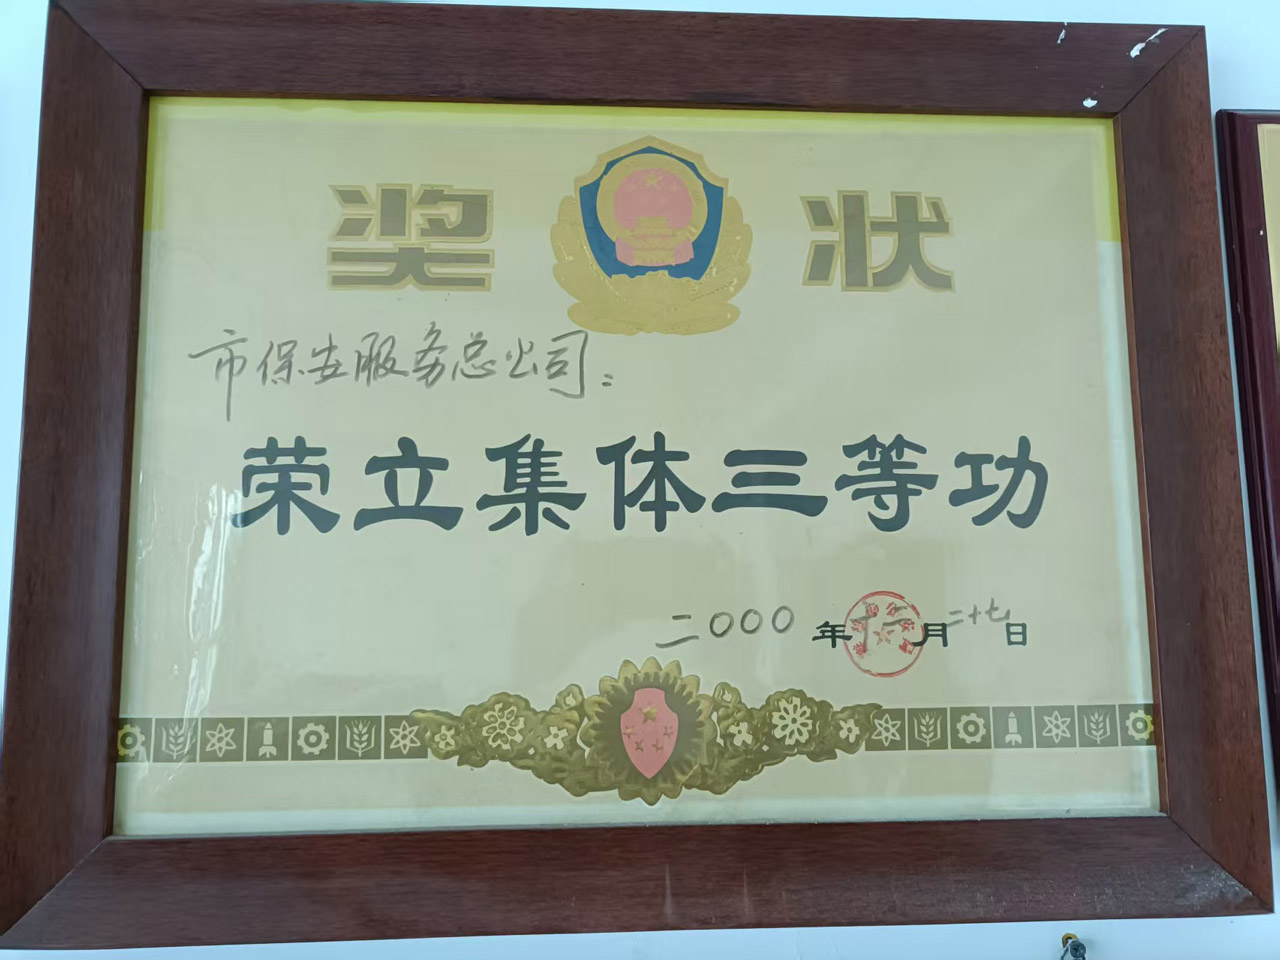 奖状
市保安服务总公司:
荣立集体三等功
二000年十二月二十七日